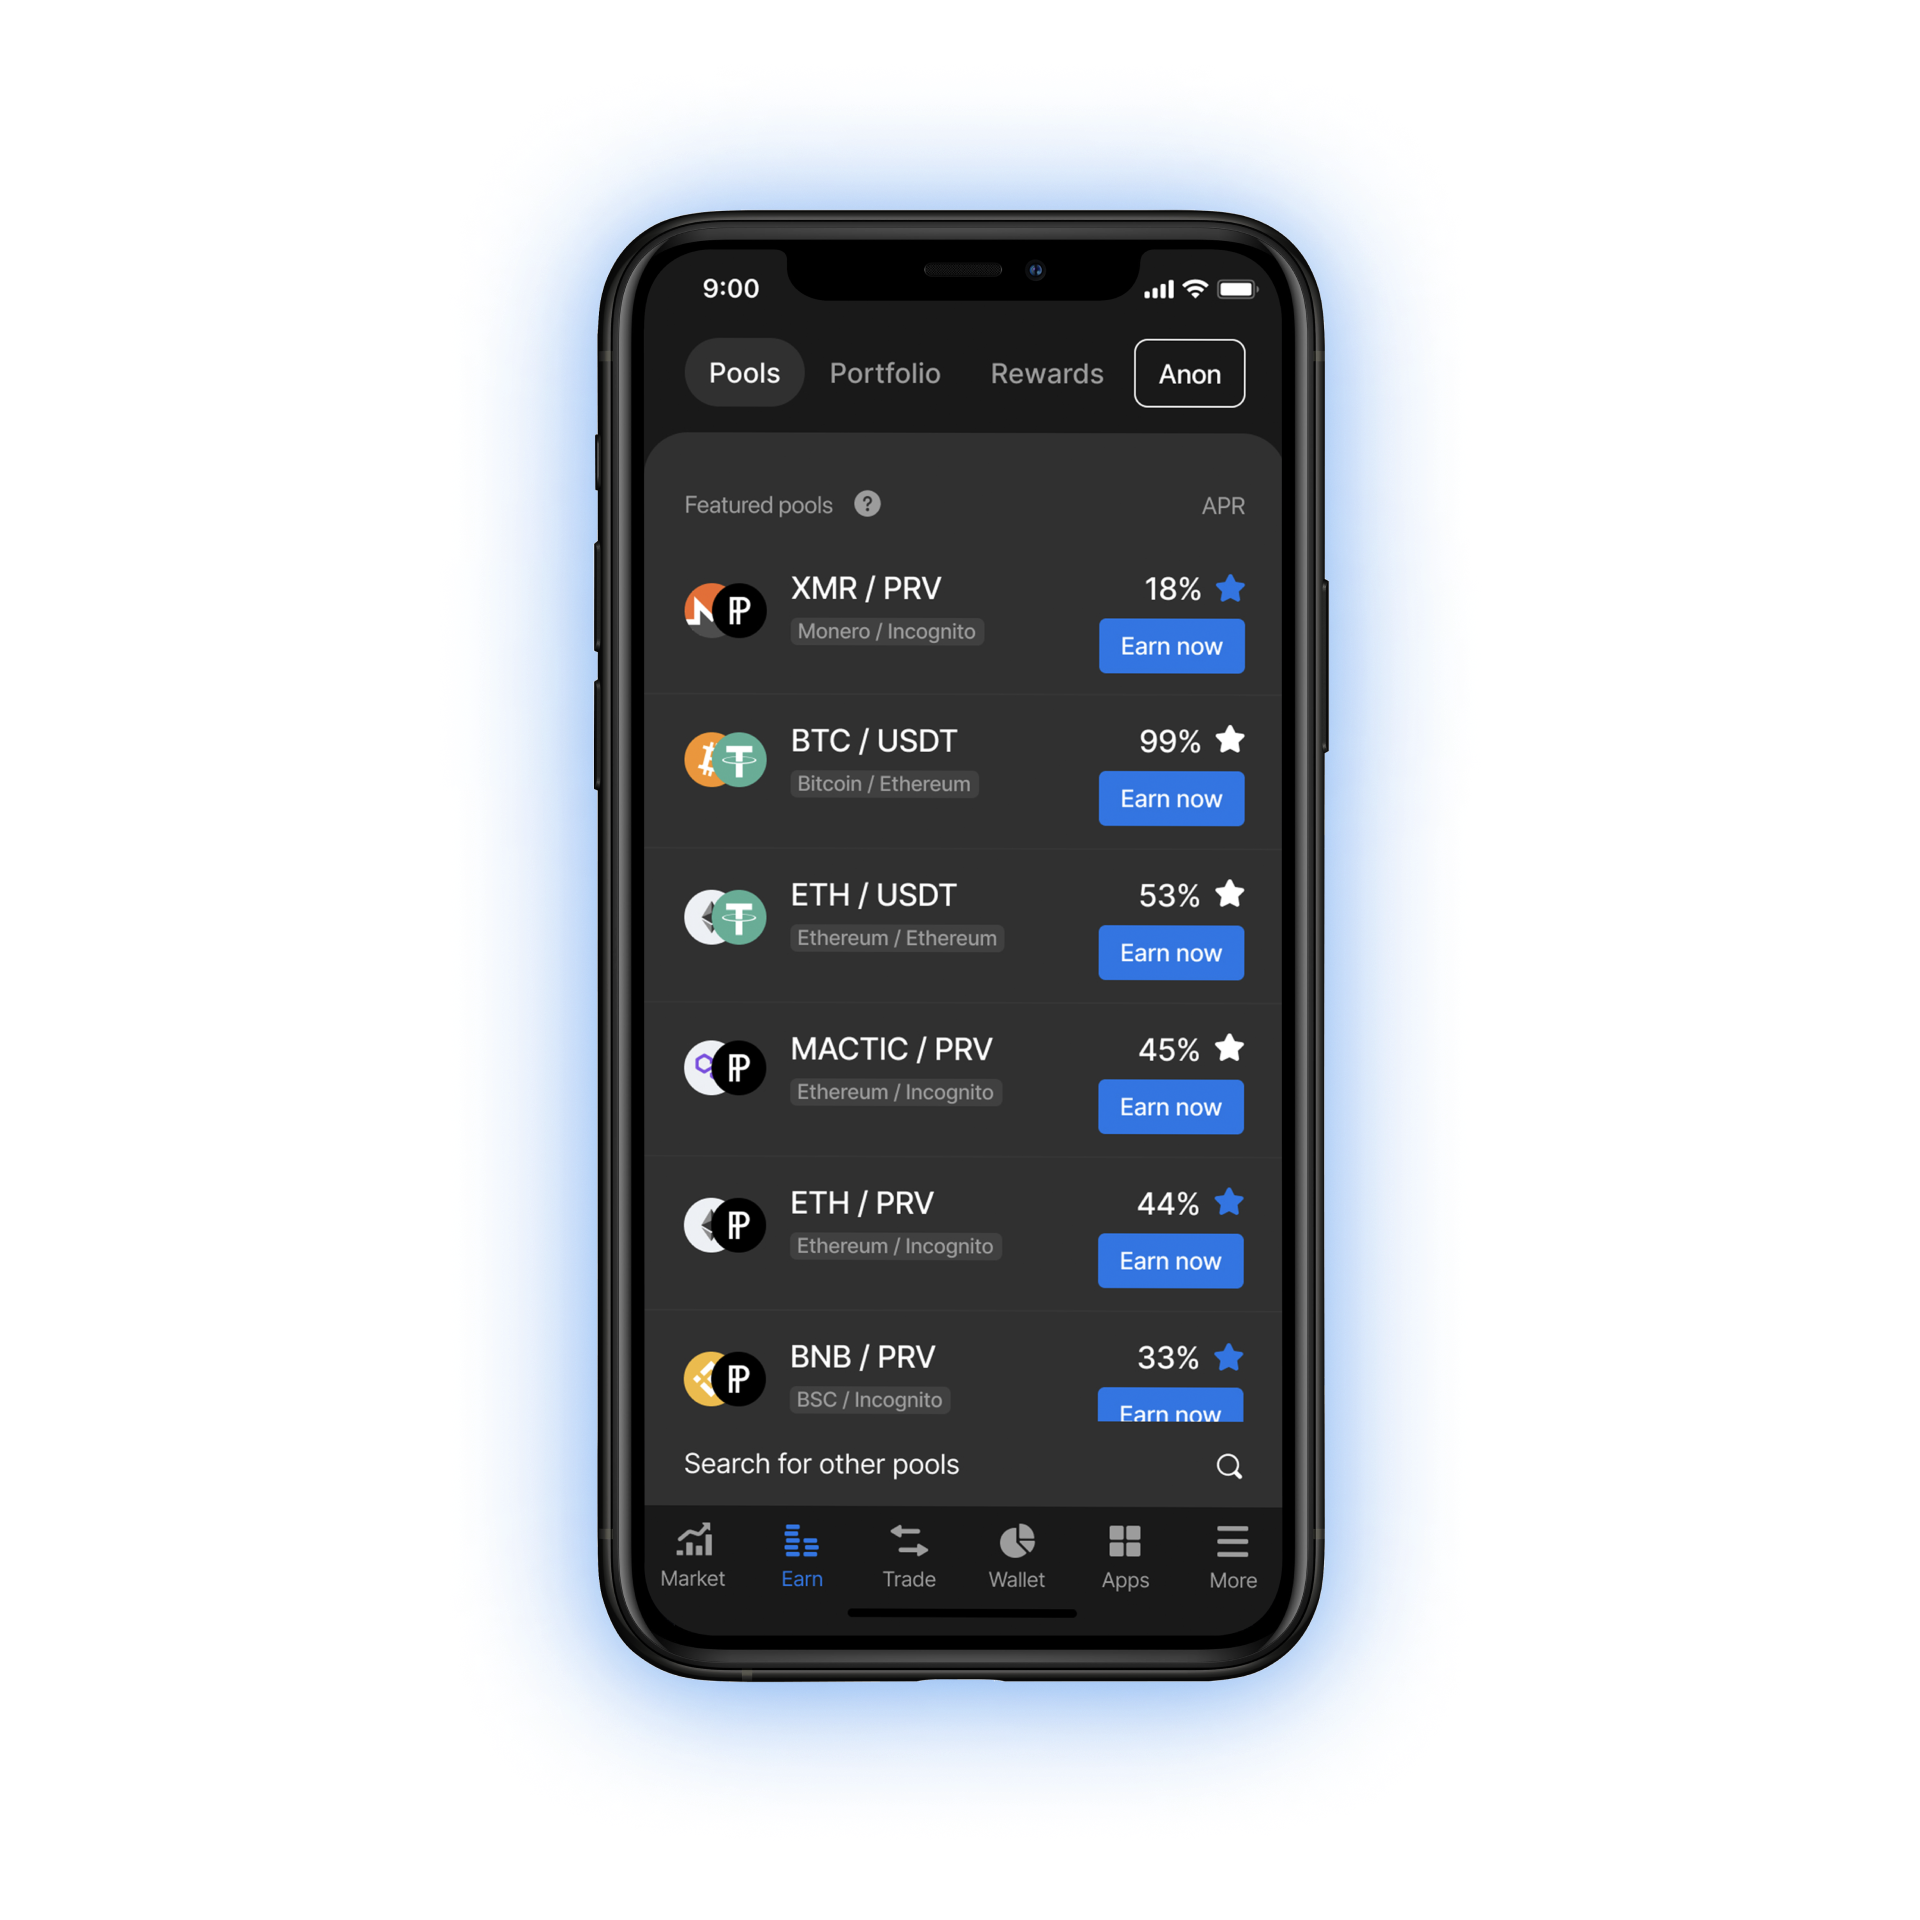 9:00
Pools Portfolio Rewards Anon
Featured pools ? APR
XMR / PRV 18%
Monero / Incognito Earn now
BTC / USDT 99%
Bitcoin / Ethereum Earn now
ETH / USDT 53%
Ethereum / Ethereum Earn now
MACTIC / PRV 45%
Ethereum / Incognito Earn now
ETH / PRV 44%
Ethereum / Incognito Earn now
BNB / PRV 33%
BSC / Incognito Earn now
Search for other pools
Market Earn Trade Wallet Apps More